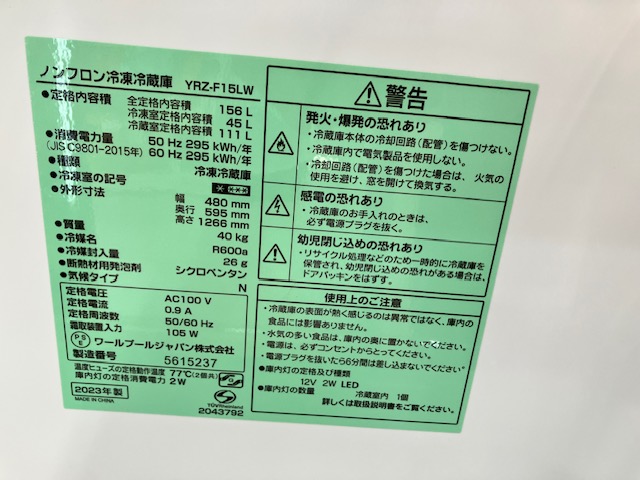 ノンフロン冷凍冷蔵庫 YRZ-F15LW
●定格内容積 全定格内容積 156 L
冷凍室定格内容積 45 L
冷蔵室定格内容積 111 L
●消費電力量 50 Hz 295 kWh/年
(JIS C9801-2015年) 60 Hz 295 kWh/年
●種類 冷凍冷蔵庫
●冷凍室の記号
●外形寸法 幅 480 mm
奥行 595 mm
高さ 1266 mm
●質量 40 kg
●冷媒名 R600a
●冷媒封入量 26 g
●断熱材用発泡剤 シクロペンタン
●気候タイプ N
定格電圧 AC100 V
定格電流 0.9 A
定格周波数 50/60 Hz
電取装置入力 105 W
PSE ワールプールジャパン株式会社
製造番号 5615237
温度ヒューズの定格動作温度 77℃(2個共)
庫内灯の定格消費電力 2W
2023年製
MADE IN CHINA
TÜVRheinland
2043792
警告
発火・爆発の恐れあり
・冷蔵庫本体の冷却回路(配管)を傷つけない。
・冷蔵庫内で電気製品を使用しない。
・冷却回路(配管)を傷つけた場合は、火気の
使用を避け、窓を開けて換気する。
感電の恐れあり
・冷蔵庫のお手入れのときは、
必ず電源プラグを抜く。
幼児閉じ込めの恐れあり
・リサイクル処理などのため一時的に冷蔵庫を
保管され、幼児閉じ込めの恐れがある場合は、
ドアパッキンをはずす。
使用上のご注意
・冷蔵庫の表面が熱く感じるのは異常ではなく、庫内の
食品には影響ありません。
・水気の多い食品は、庫内の奥に置かないでください。
・電源は、必ずコンセントからとってください。
・電源プラグを抜いたら6分間は差し込まないでください。
●庫内灯の定格及び種類
12V 2W LED
●庫内灯の数量 冷蔵室内 1個
詳しくは取扱説明書をご覧ください。